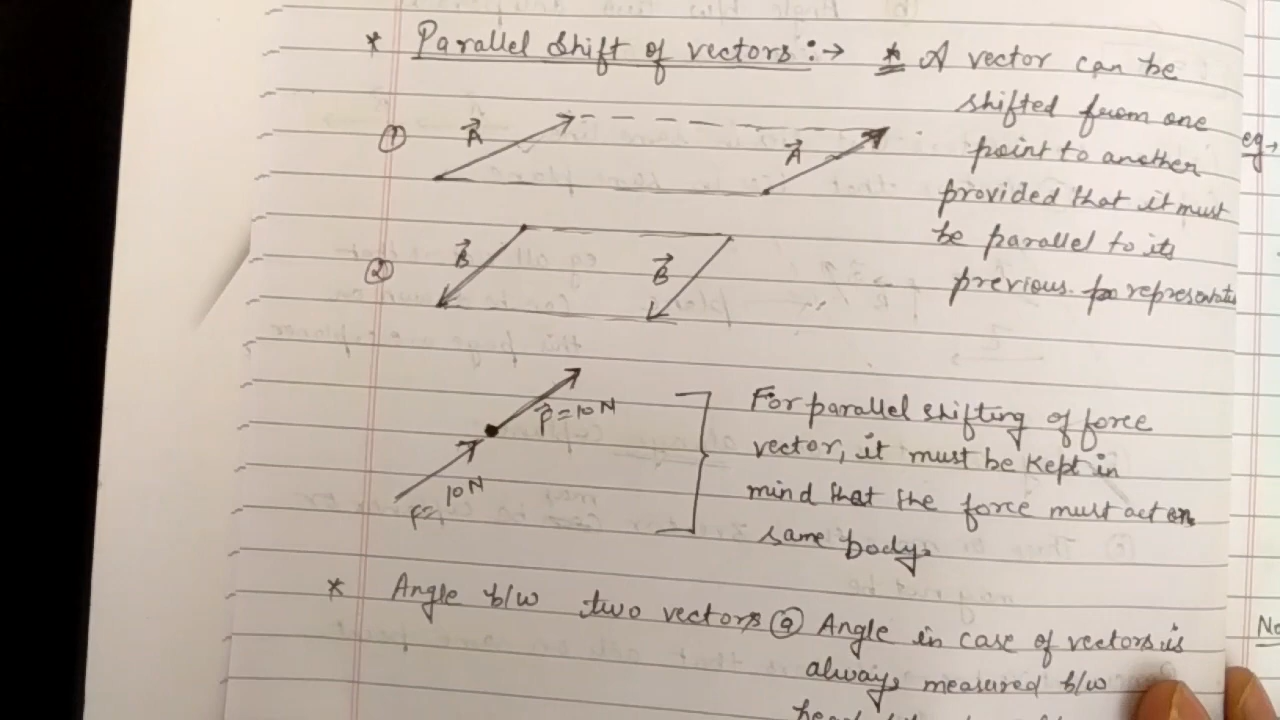 * Parallel shift of vectors :→ * A vector can be
shifted from one
point to another
provided that it must
be parallel to its
previous representatio
① A⃗ A⃗
② B⃗ B⃗
F⃗=10N
F=10N
For parallel shifting of force
vector, it must be kept in
mind that the force must act on
same body.
* Angle b/w two vectors ⓐ Angle in case of vectors is
always measured b/w
eg→